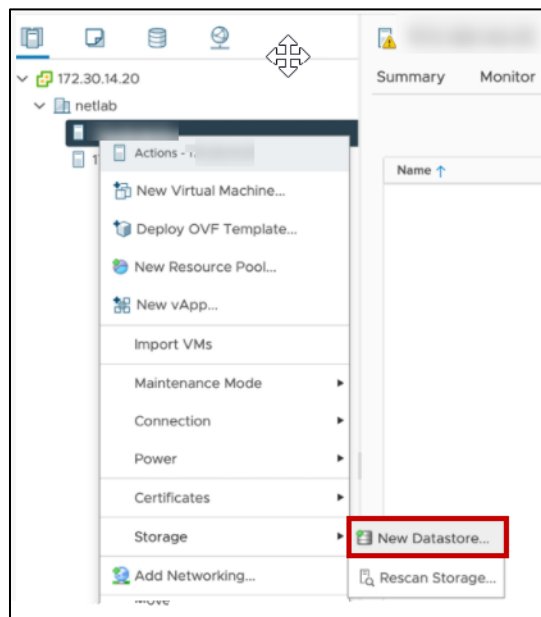 172.30.14.20
Summary Monitor
netlab
Actions -
Name ↑
New Virtual Machine...
Deploy OVF Template...
New Resource Pool...
New vApp...
Import VMs
Maintenance Mode
Connection
Power
Certificates
Storage
New Datastore...
Add Networking...
Rescan Storage...
Move